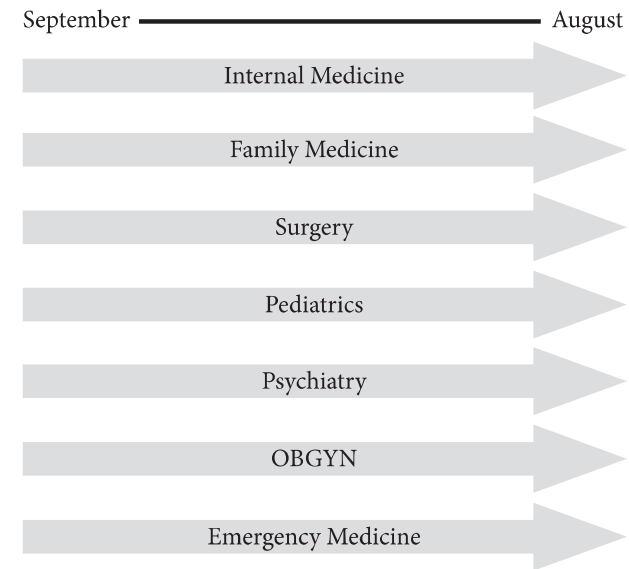 September August
Internal Medicine
Family Medicine
Surgery
Pediatrics
Psychiatry
OBGYN
Emergency Medicine